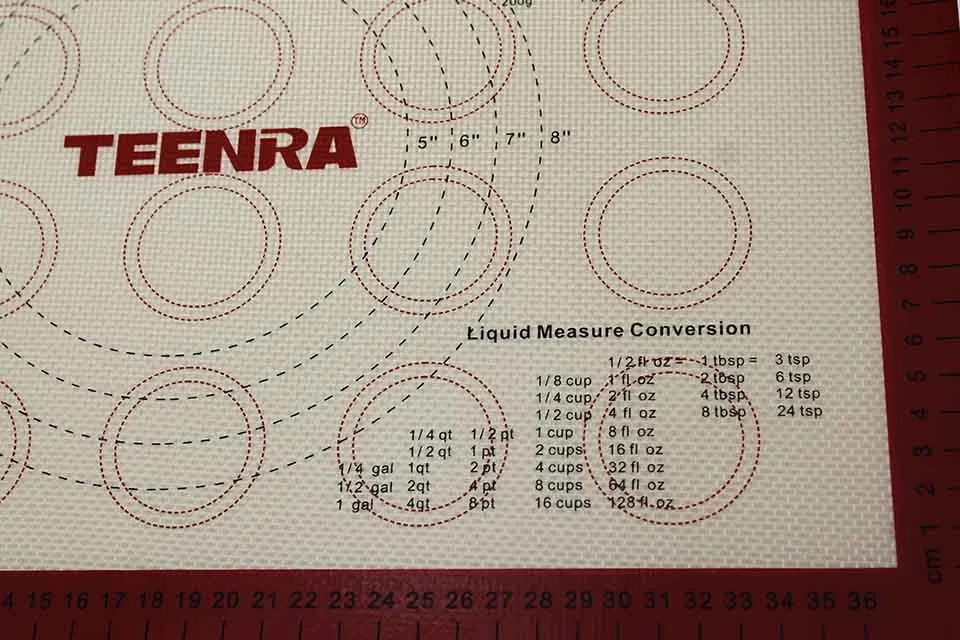 200g
TEENRA TM
5" 6" 7" 8"
Liquid Measure Conversion
1/2 fl oz = 1 tbsp = 3 tsp
1/8 cup 1 fl oz 2 tbsp 6 tsp
1/4 cup 2 fl oz 4 tbsp 12 tsp
1/2 cup 4 fl oz 8 tbsp 24 tsp
1/4 qt 1/2 pt 1 cup 8 fl oz
1/2 qt 1 pt 2 cups 16 fl oz
1/4 gal 1qt 2 pt 4 cups 32 fl oz
1/2 gal 2qt 4 pt 8 cups 64 fl oz
1 gal 4qt 8 pt 16 cups 128 fl oz
16
15
14
13
12
11
10
9
8
7
6
5
4
3
2
cm 1
4 15 16 17 18 19 20 21 22 23 24 25 26 27 28 29 30 31 32 33 34 35 36